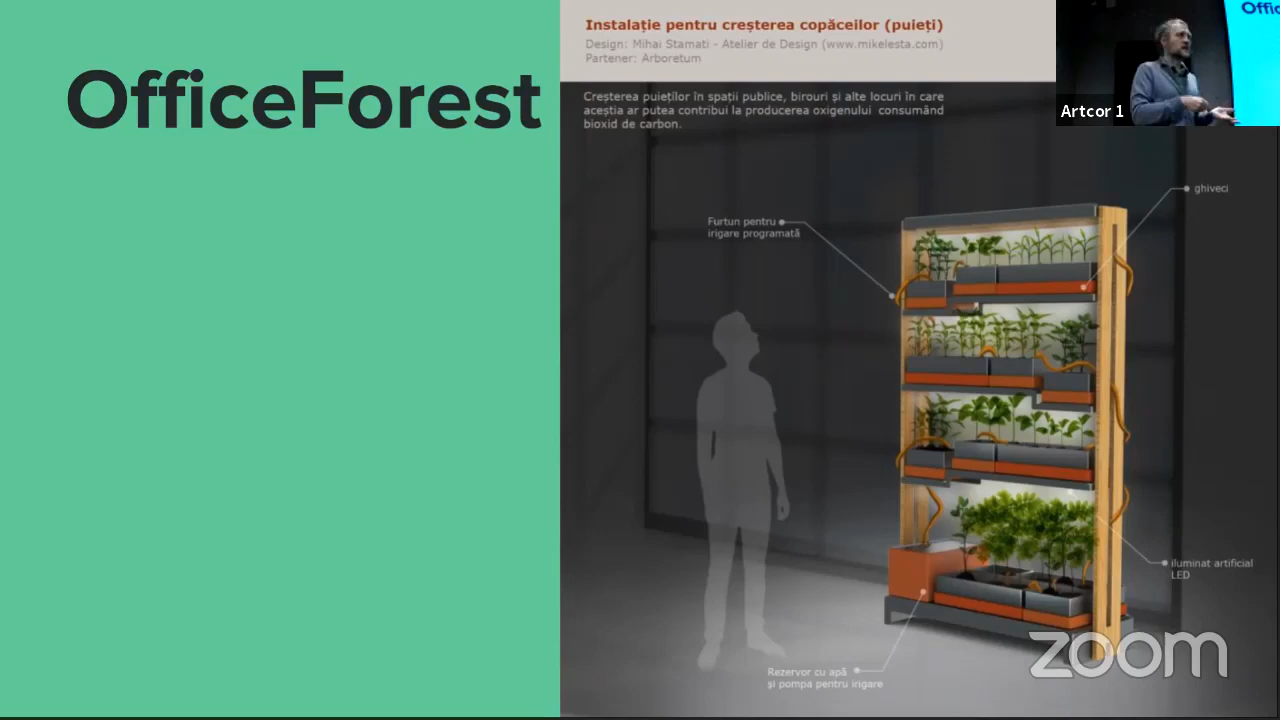 OfficeForest
Instalație pentru creșterea copăceilor (puieți)
Design: Mihai Stamati - Atelier de Design (www.mikelesta.com)
Partener: Arboretum
Creșterea puieților în spații publice, birouri și alte locuri în care
aceștia ar putea contribui la producerea oxigenului consumând
bioxid de carbon.
Offic
Artcor 1
ghiveci
Furtun pentru
irigare programată
iluminat artificial
LED
Rezervor cu apă
și pompa pentru irigare
zoom